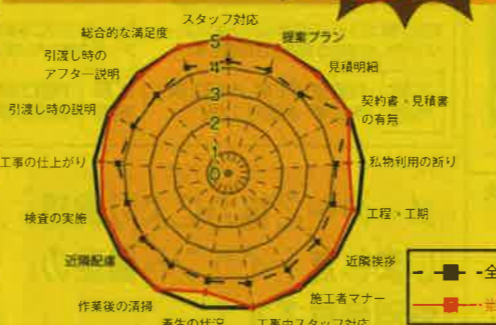 スタッフ対応
提案プラン
見積明細
契約書・見積書
の有無
私物利用の断り
工程・工期
近隣挨拶
施工者マナー
工事中スタッフ対応
養生の状況
作業後の清掃
近隣配慮
検査の実施
工事の仕上がり
引渡し時の説明
引渡し時の
アフター説明
総合的な満足度
5
4
3
2
1
0
全